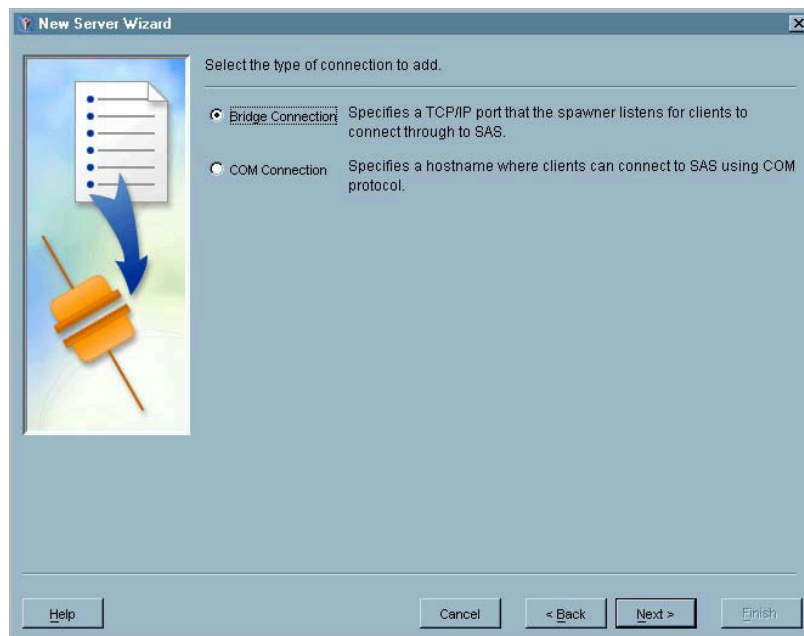 New Server Wizard
Select the type of connection to add.
Bridge Connection
Specifies a TCP/IP port that the spawner listens for clients to
connect through to SAS.
COM Connection
Specifies a hostname where clients can connect to SAS using COM
protocol.
Help
Cancel
< Back
Next >
Finish